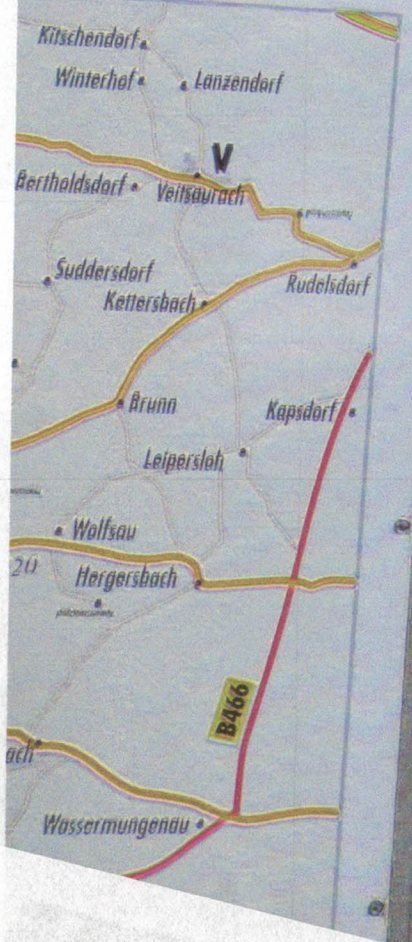 Kitschendorf
Winterhof
Lanzendorf
V
Bertholdsdorf
Veitsaurach
Suddersdorf
Rudelsdorf
Kettersbach
Brunn
Kapsdorf
Leipersloh
Wolfsau
20
Hergersbach
B466
ach
Wassermungenau